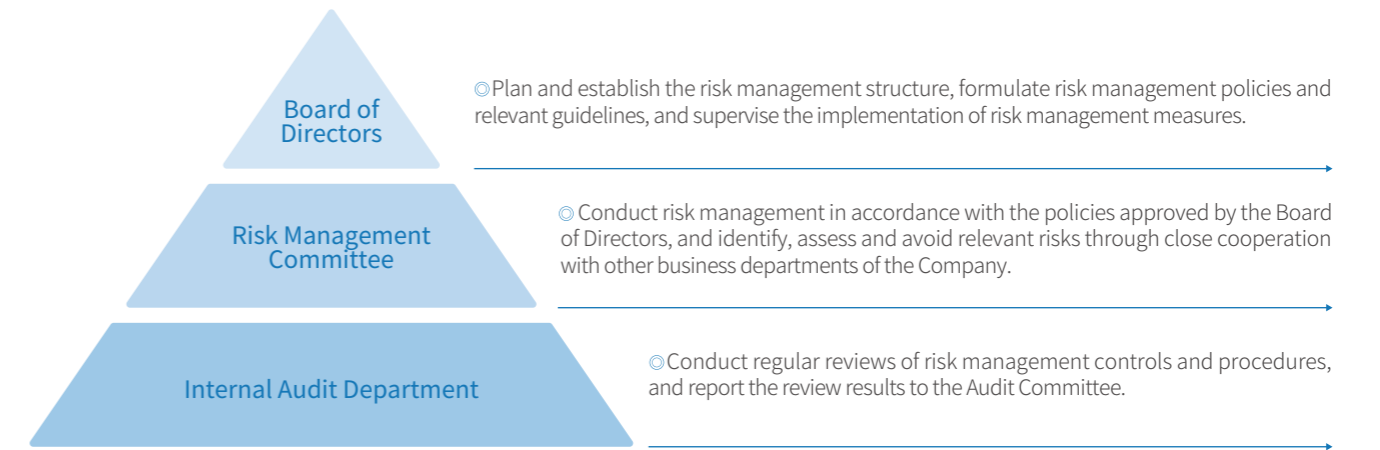 Board of
Directors
◎Plan and establish the risk management structure, formulate risk management policies and
relevant guidelines, and supervise the implementation of risk management measures.
Risk Management
Committee
◎ Conduct risk management in accordance with the policies approved by the Board
of Directors, and identify, assess and avoid relevant risks through close cooperation
with other business departments of the Company.
Internal Audit Department
◎Conduct regular reviews of risk management controls and procedures,
and report the review results to the Audit Committee.